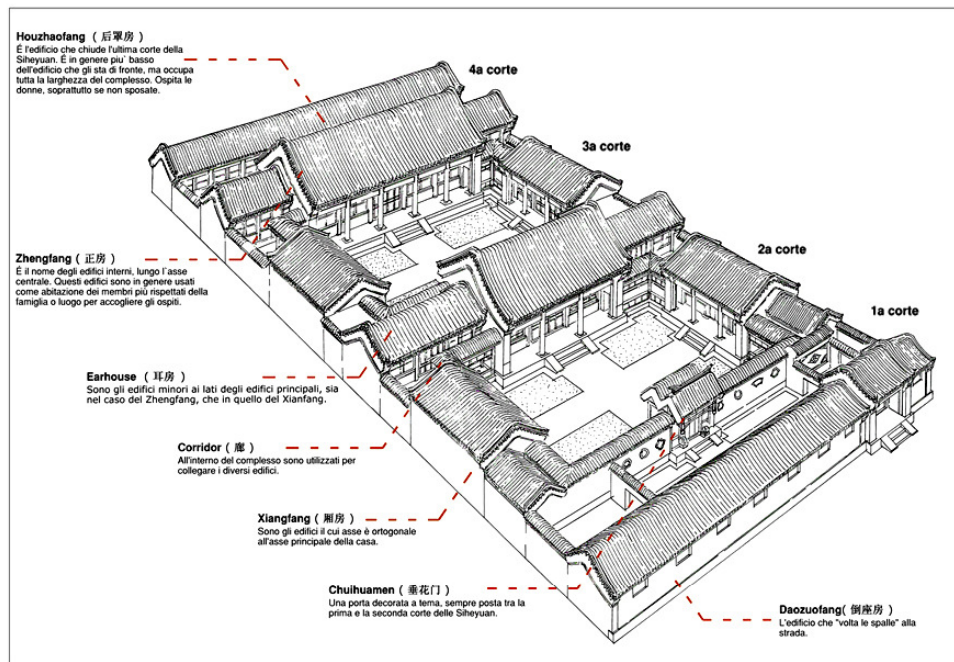 Houzhaofang ( 后罩房 )
É l'edificio che chiude l'ultima corte della
Siheyuan. É in genere piu` basso
dell'edificio che gli sta di fronte, ma occupa
tutta la larghezza del complesso. Ospita le
donne, soprattutto se non sposate.
4a corte
3a corte
2a corte
1a corte
Zhengfang ( 正房 )
É il nome degli edifici interni, lungo l`asse
centrale. Questi edifici sono in genere usati
come abitazione dei membri più rispettati della
famiglia o luogo per accogliere gli ospiti.
Earhouse ( 耳房 )
Sono gli edifici minori ai lati degli edifici principali, sia
nel caso del Zhengfang, che in quello del Xianfang.
Corridor ( 廊 )
All'interno del complesso sono utilizzati per
collegare i diversi edifici.
Xiangfang ( 厢房 )
Sono gli edifici il cui asse è ortogonale
all'asse principale della casa.
Chuihuamen ( 垂花门 )
Una porta decorata a tema, sempre posta tra la
prima e la seconda corte delle Siheyuan.
Daozuofang( 倒座房 )
L'edificio che "volta le spalle" alla
strada.